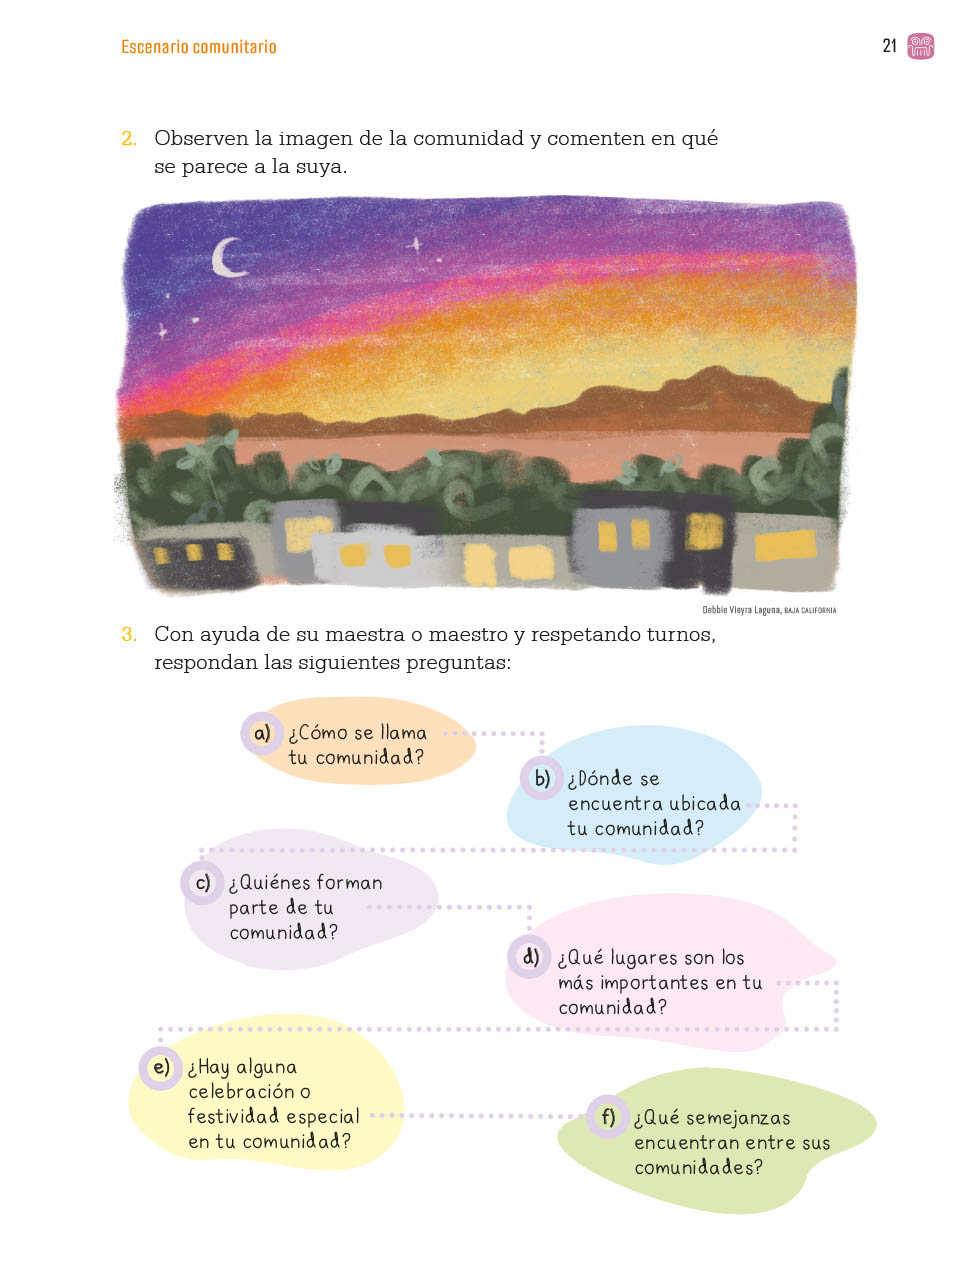 Escenario comunitario
21
2. Observen la imagen de la comunidad y comenten en qué
se parece a la suya.
Debbie Vieyra Laguna, BAJA CALIFORNIA
3. Con ayuda de su maestra o maestro y respetando turnos,
respondan las siguientes preguntas:
a) ¿Cómo se llama
tu comunidad?
b) ¿Dónde se
encuentra ubicada
tu comunidad?
c) ¿Quiénes forman
parte de tu
comunidad?
d) ¿Qué lugares son los
más importantes en tu
comunidad?
e) ¿Hay alguna
celebración o
festividad especial
en tu comunidad?
f) ¿Qué semejanzas
encuentran entre sus
comunidades?